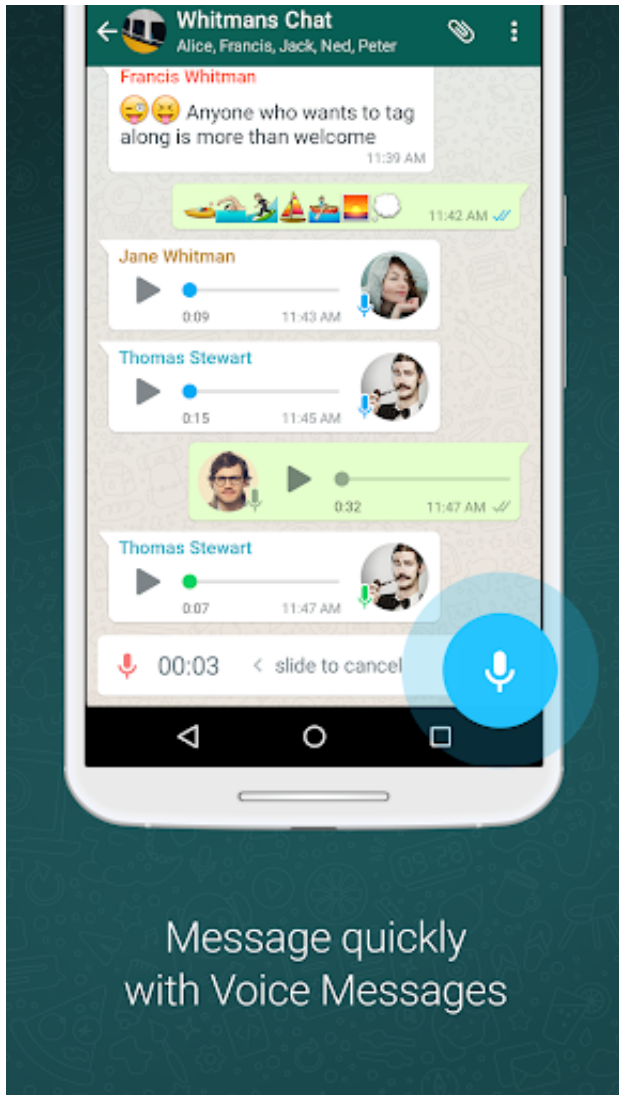 Whitmans Chat
Alice, Francis, Jack, Ned, Peter
Francis Whitman
😜😝 Anyone who wants to tag
along is more than welcome
11:39 AM
11:42 AM
Jane Whitman
0:09 11:43 AM
Thomas Stewart
0:15 11:45 AM
0:32 11:47 AM
Thomas Stewart
0:07 11:47 AM
00:03 < slide to cancel
09:28
Message quickly
with Voice Messages